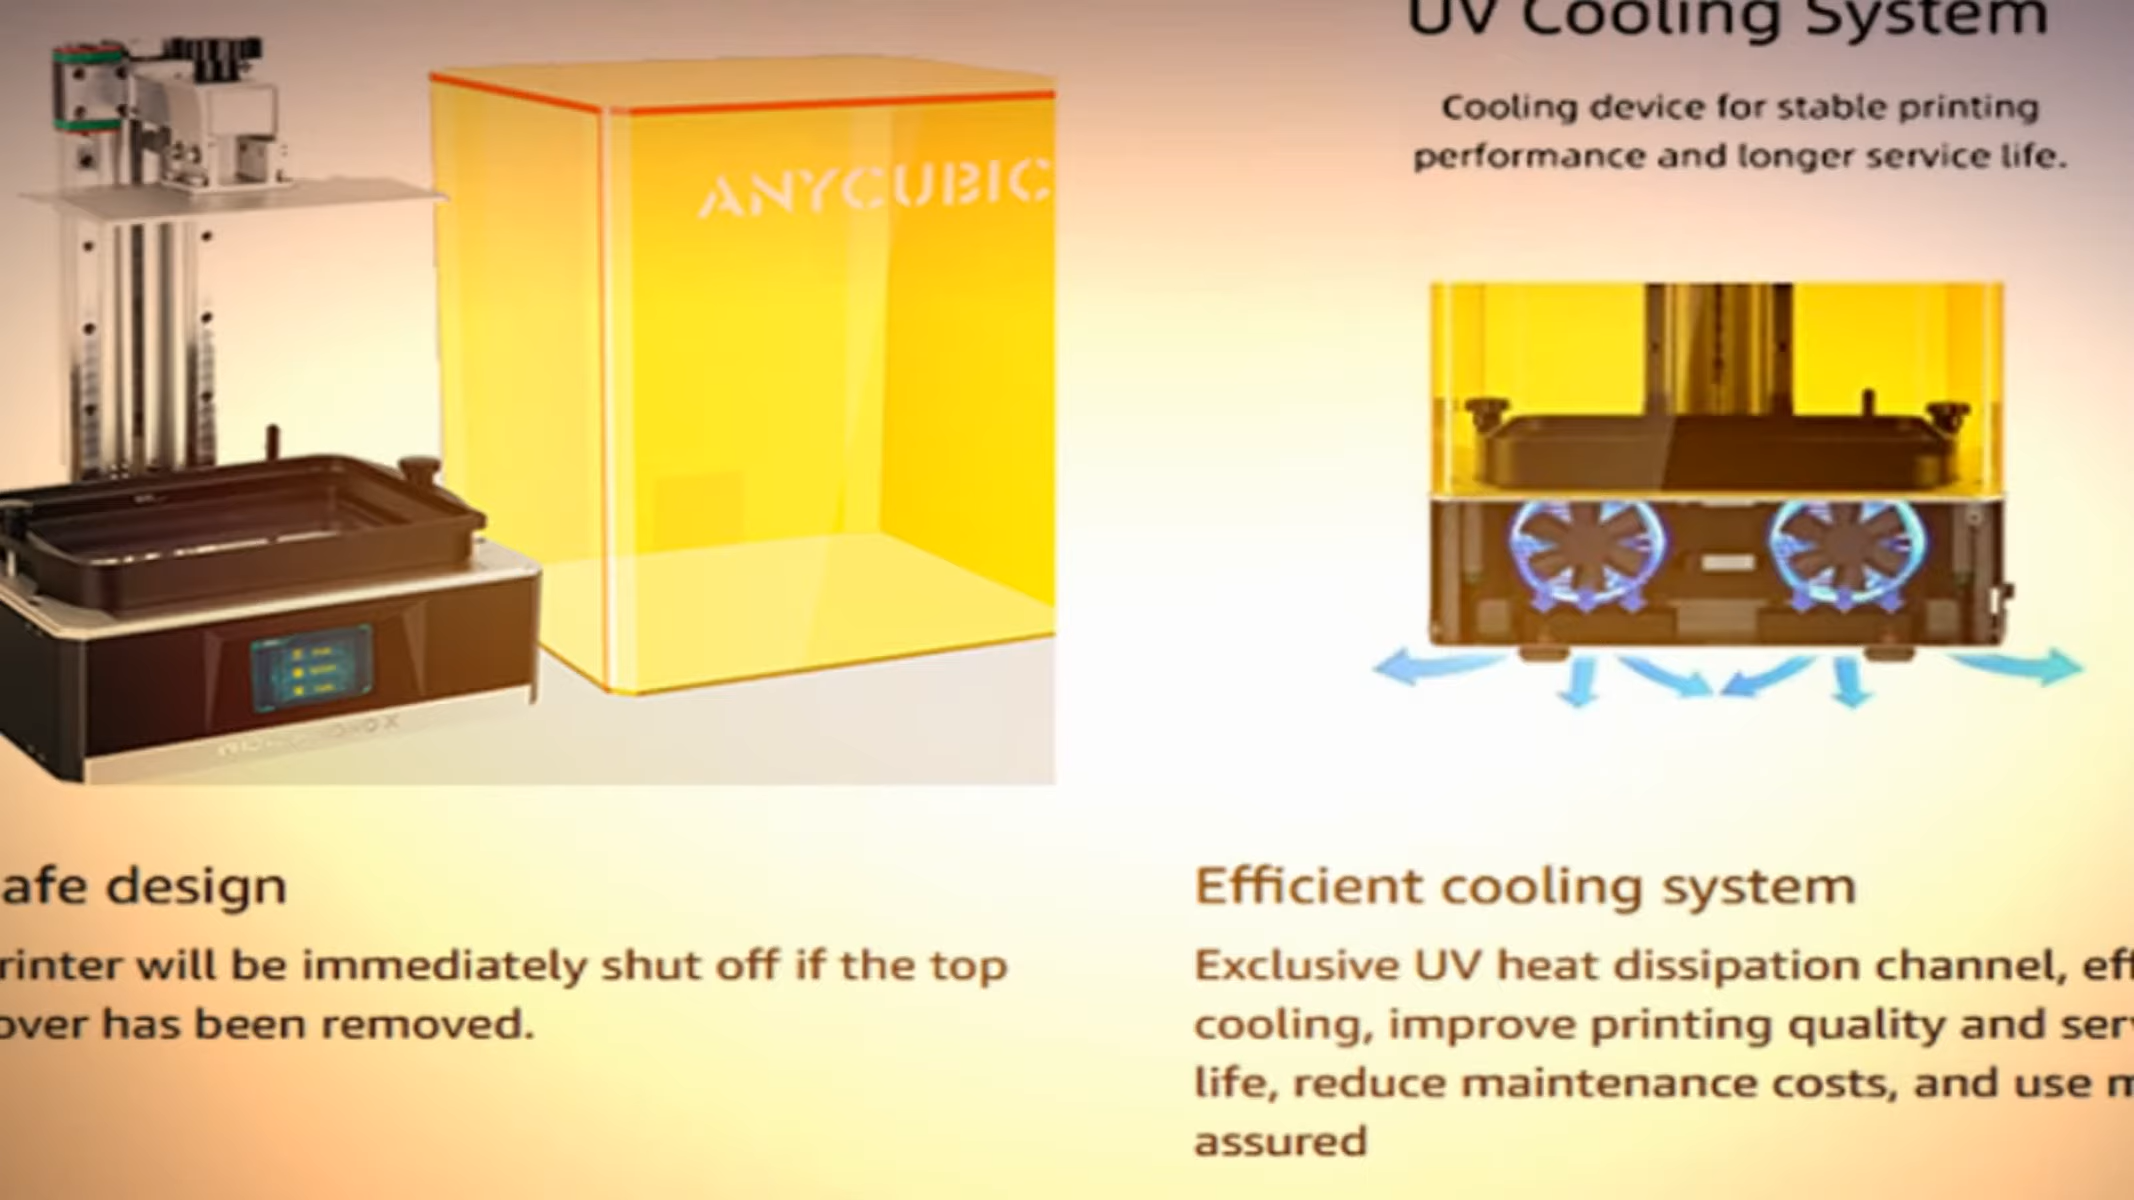 UV Cooling System
Cooling device for stable printing
performance and longer service life.
ANYCUBIC
afe design
rinter will be immediately shut off if the top
over has been removed.
Efficient cooling system
Exclusive UV heat dissipation channel, eff
cooling, improve printing quality and serv
life, reduce maintenance costs, and use m
assured